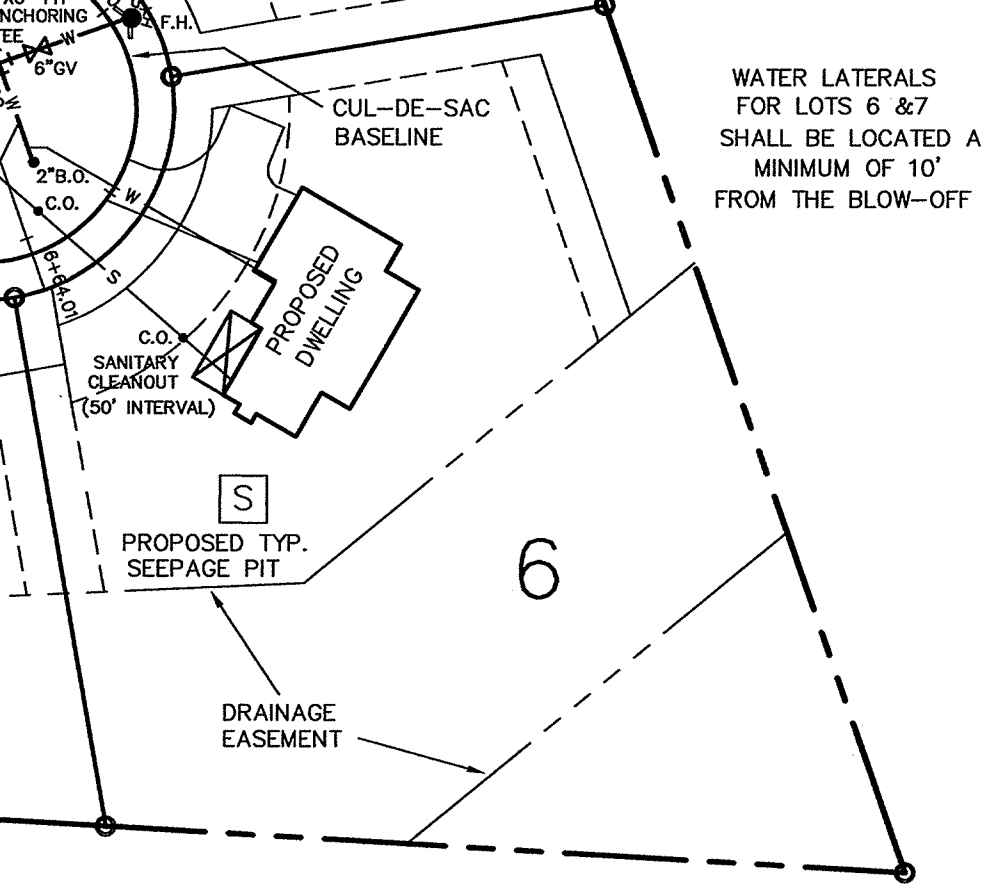 NCHORING
TEE
F.H.
W
6"GV
W
2"B.O.
C.O.
CUL-DE-SAC
BASELINE
WATER LATERALS
FOR LOTS 6 &7
SHALL BE LOCATED A
MINIMUM OF 10'
FROM THE BLOW-OFF
W
S
6+64.01
PROPOSED
DWELLING
C.O.
SANITARY
CLEANOUT
(50' INTERVAL)
S
PROPOSED TYP.
SEEPAGE PIT
6
DRAINAGE
EASEMENT